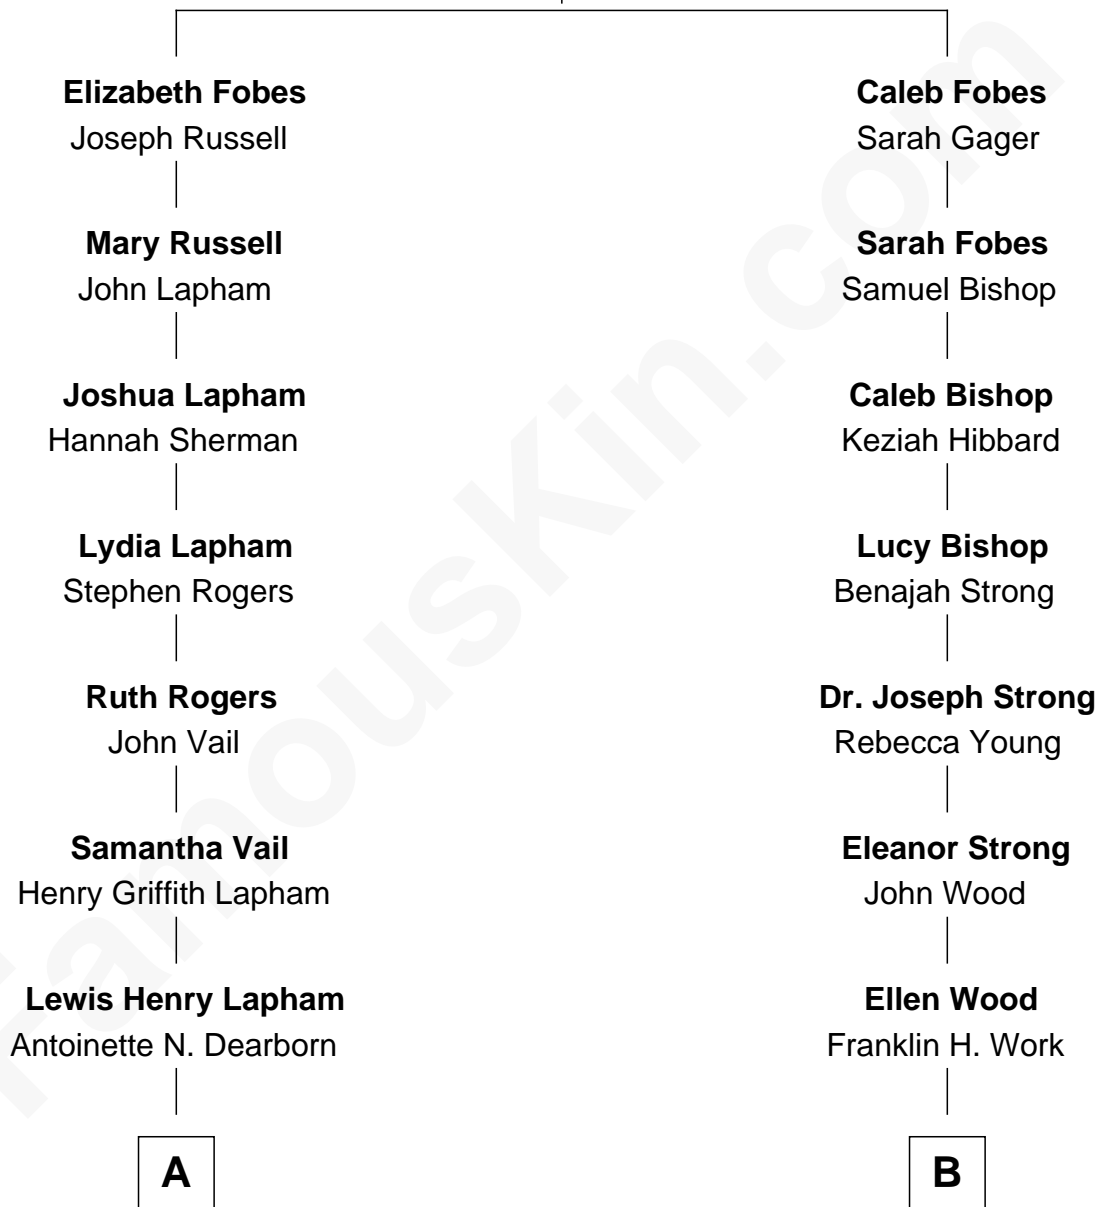 Elizabeth Fobes
Joseph Russell
Mary Russell
John Lapham
Joshua Lapham
Hannah Sherman
Lydia Lapham
Stephen Rogers
Ruth Rogers
John Vail
Samantha Vail
Henry Griffith Lapham
Lewis Henry Lapham
Antoinette N. Dearborn
A
Caleb Fobes
Sarah Gager
Sarah Fobes
Samuel Bishop
Caleb Bishop
Keziah Hibbard
Lucy Bishop
Benajah Strong
Dr. Joseph Strong
Rebecca Young
Eleanor Strong
John Wood
Ellen Wood
Franklin H. Work
B
FamousKin.com